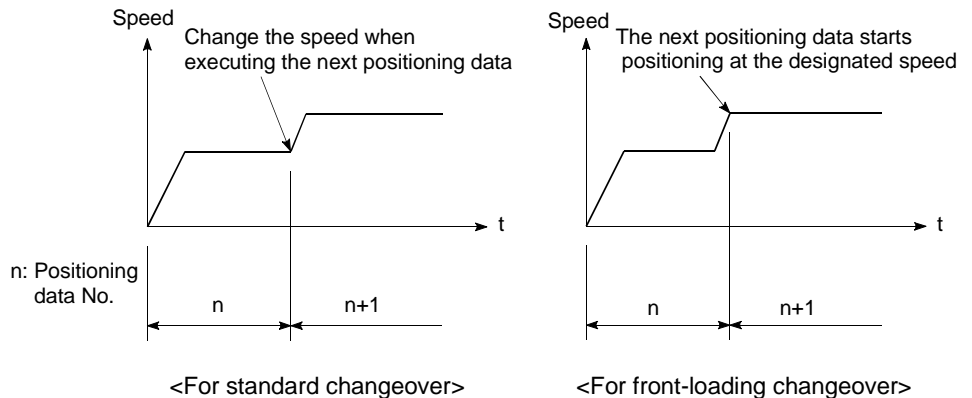 Speed
Change the speed when
executing the next positioning data
t
n: Positioning
data No.
n
n+1
<For standard changeover>
Speed
The next positioning data starts
positioning at the designated speed
t
n
n+1
<For front-loading changeover>